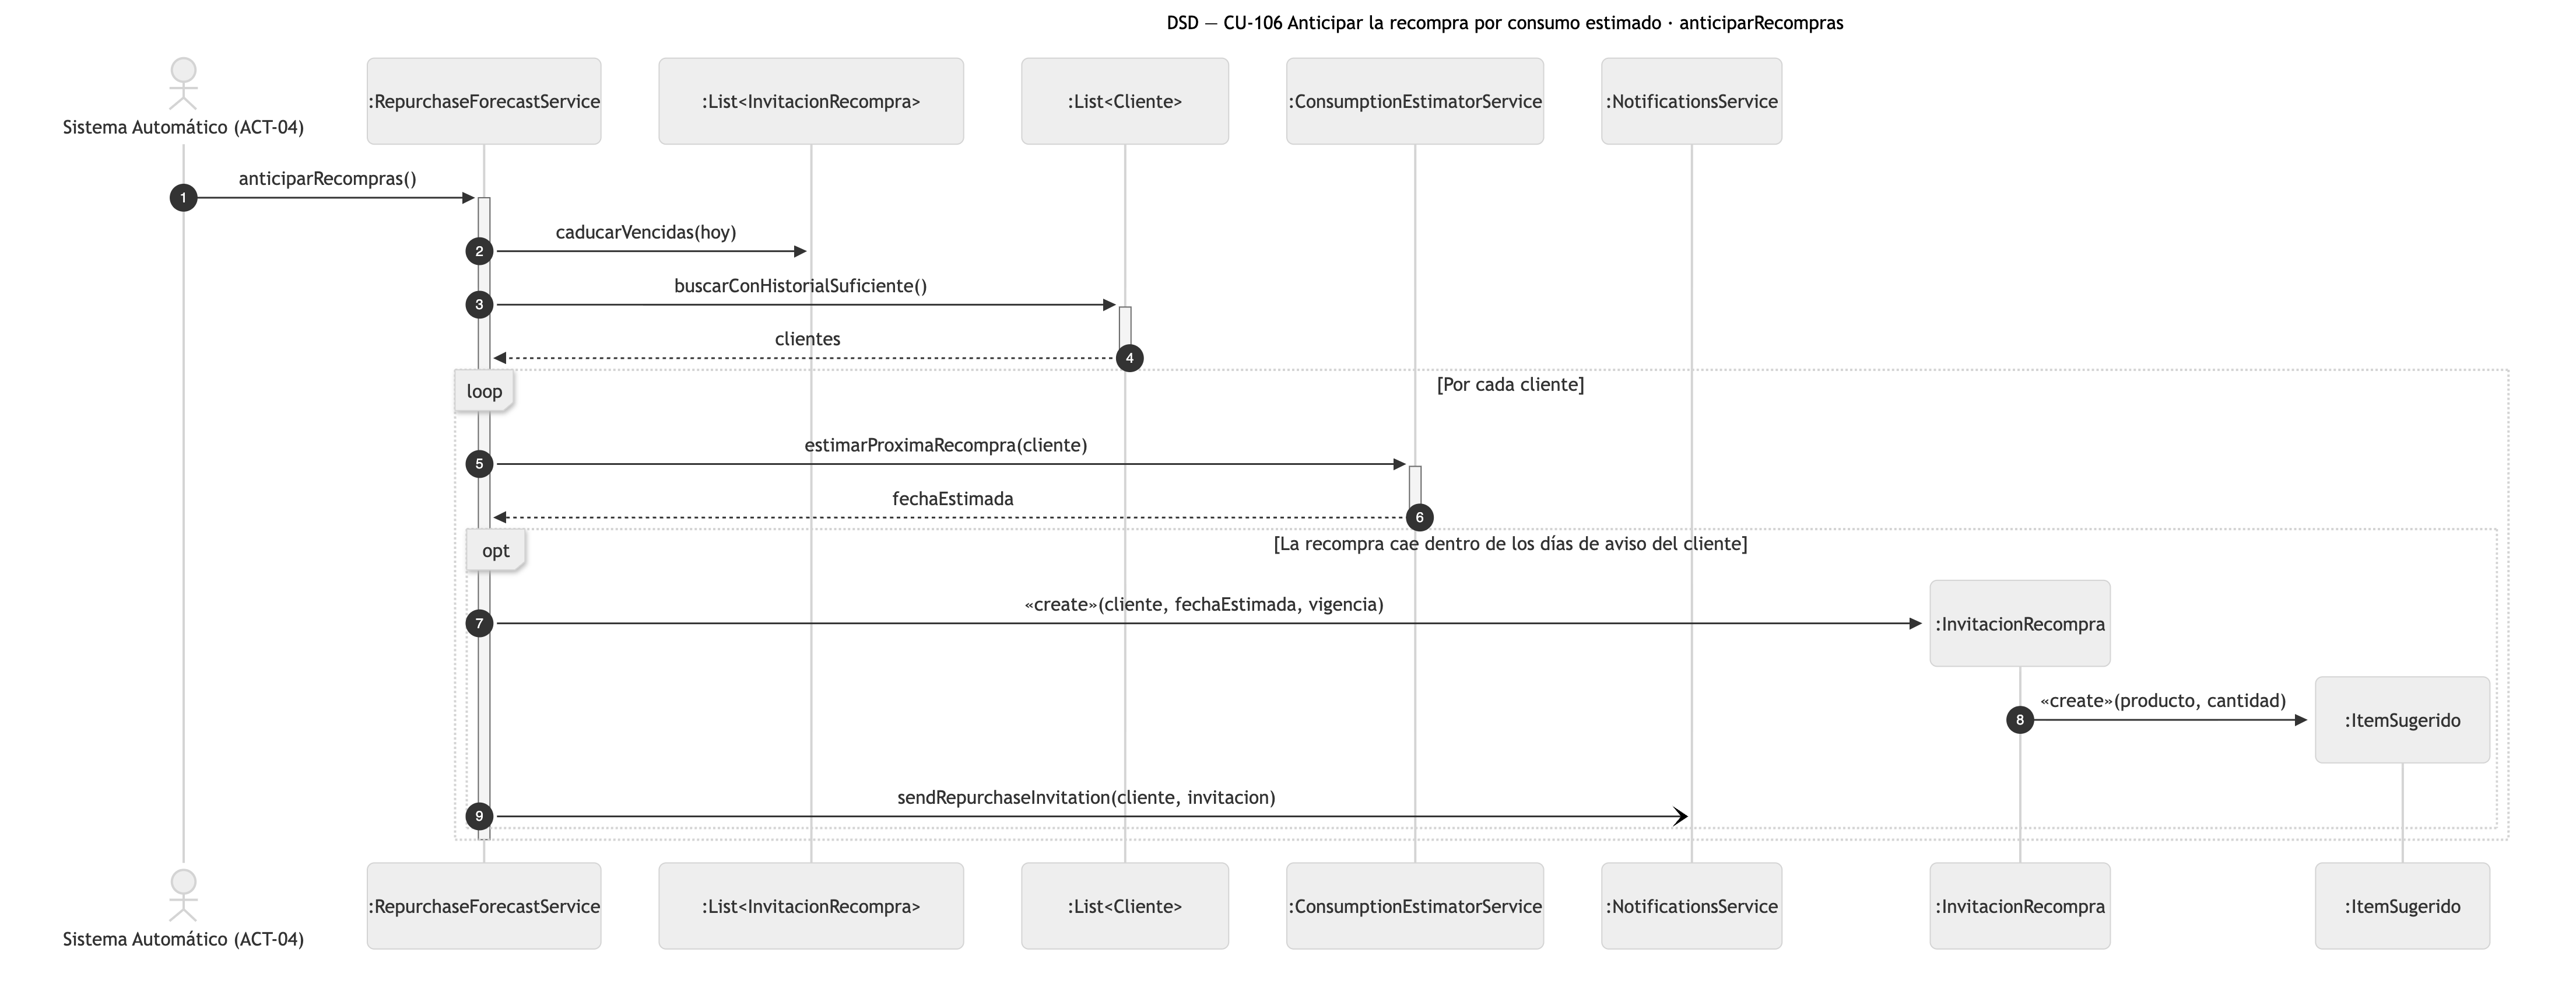 DSD — CU-106 Anticipar la recompra por consumo estimado · anticiparRecompras
Sistema Automático (ACT-04)
:RepurchaseForecastService
:List<InvitacionRecompra>
:List<Cliente>
:ConsumptionEstimatorService
:NotificationsService
1
anticiparRecompras()
2
caducarVencidas(hoy)
3
buscarConHistorialSuficiente()
clientes
4
loop
[Por cada cliente]
5
estimarProximaRecompra(cliente)
fechaEstimada
6
opt
[La recompra cae dentro de los días de aviso del cliente]
7
«create»(cliente, fechaEstimada, vigencia)
:InvitacionRecompra
8
«create»(producto, cantidad)
:ItemSugerido
9
sendRepurchaseInvitation(cliente, invitacion)
Sistema Automático (ACT-04)
:RepurchaseForecastService
:List<InvitacionRecompra>
:List<Cliente>
:ConsumptionEstimatorService
:NotificationsService
:InvitacionRecompra
:ItemSugerido